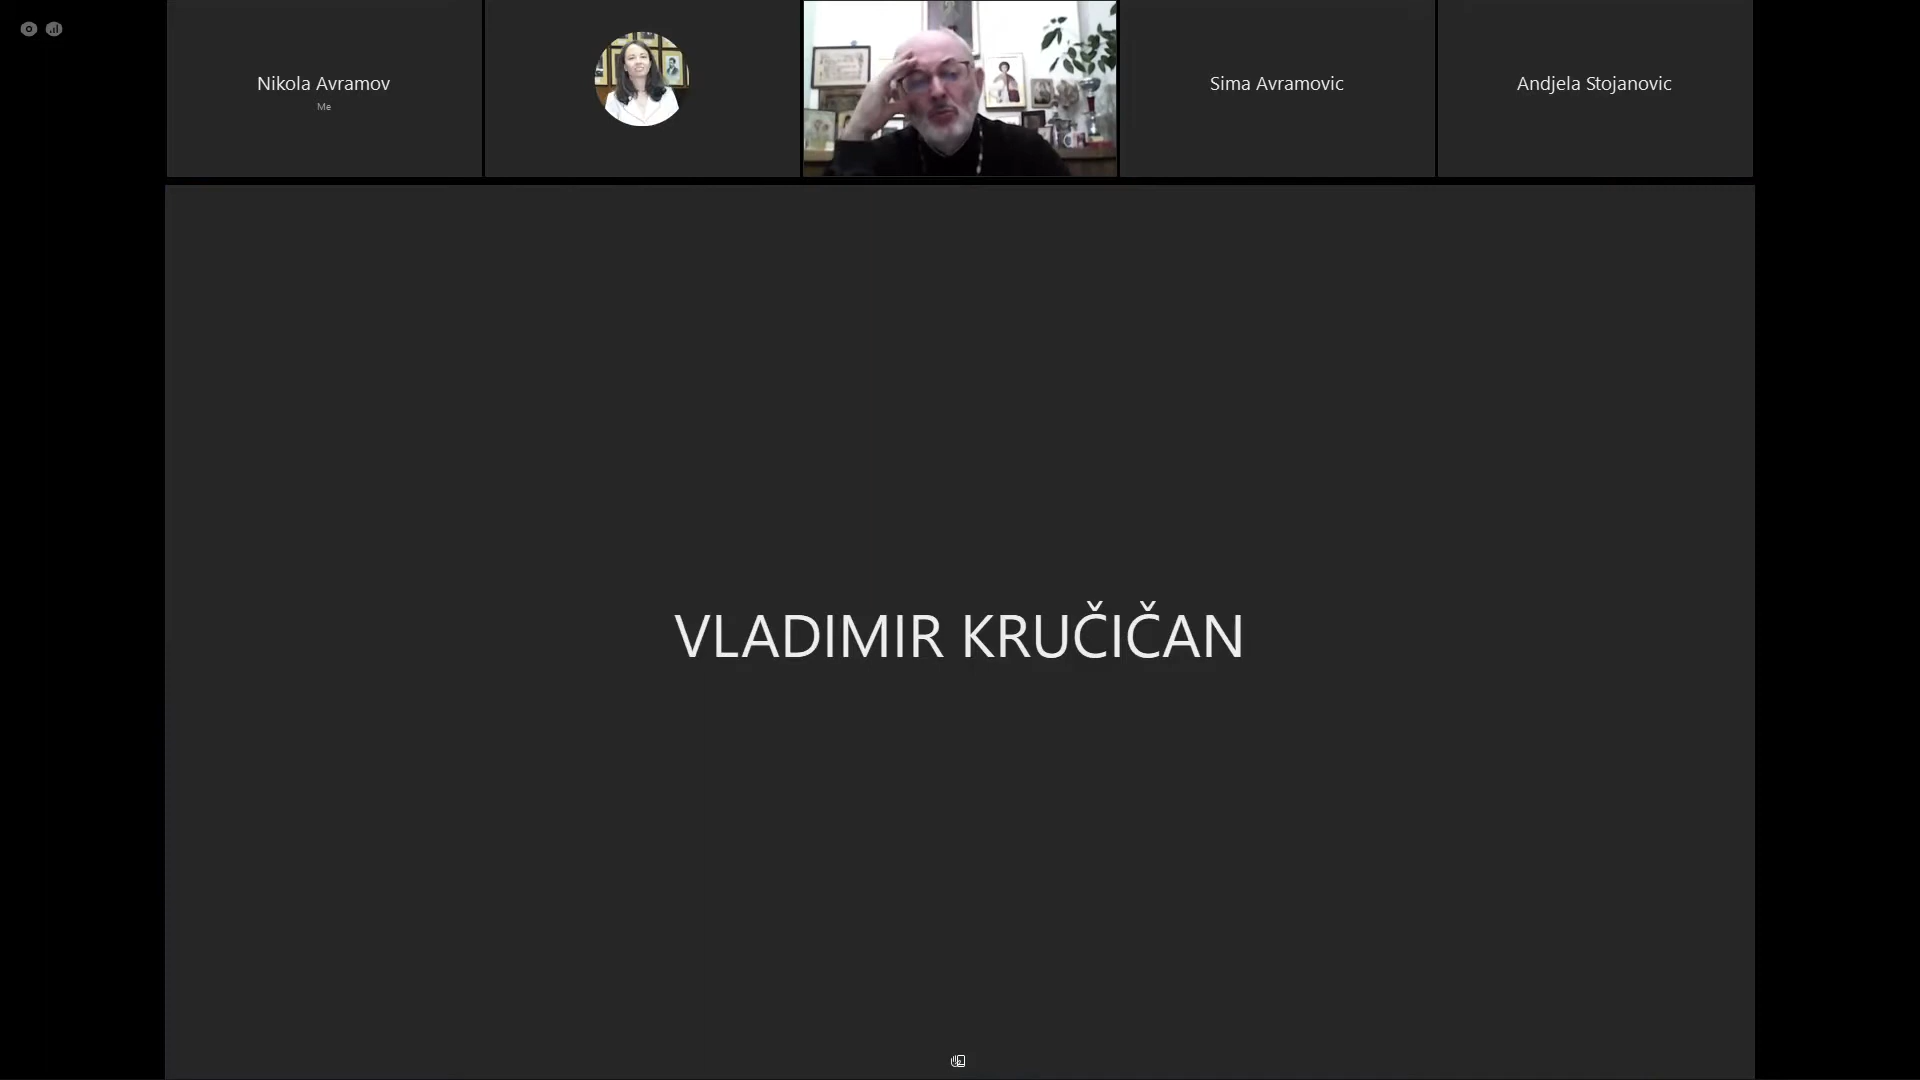 Nikola Avramov
Me
Sima Avramovic
Andjela Stojanovic
VLADIMIR KRUČIČAN